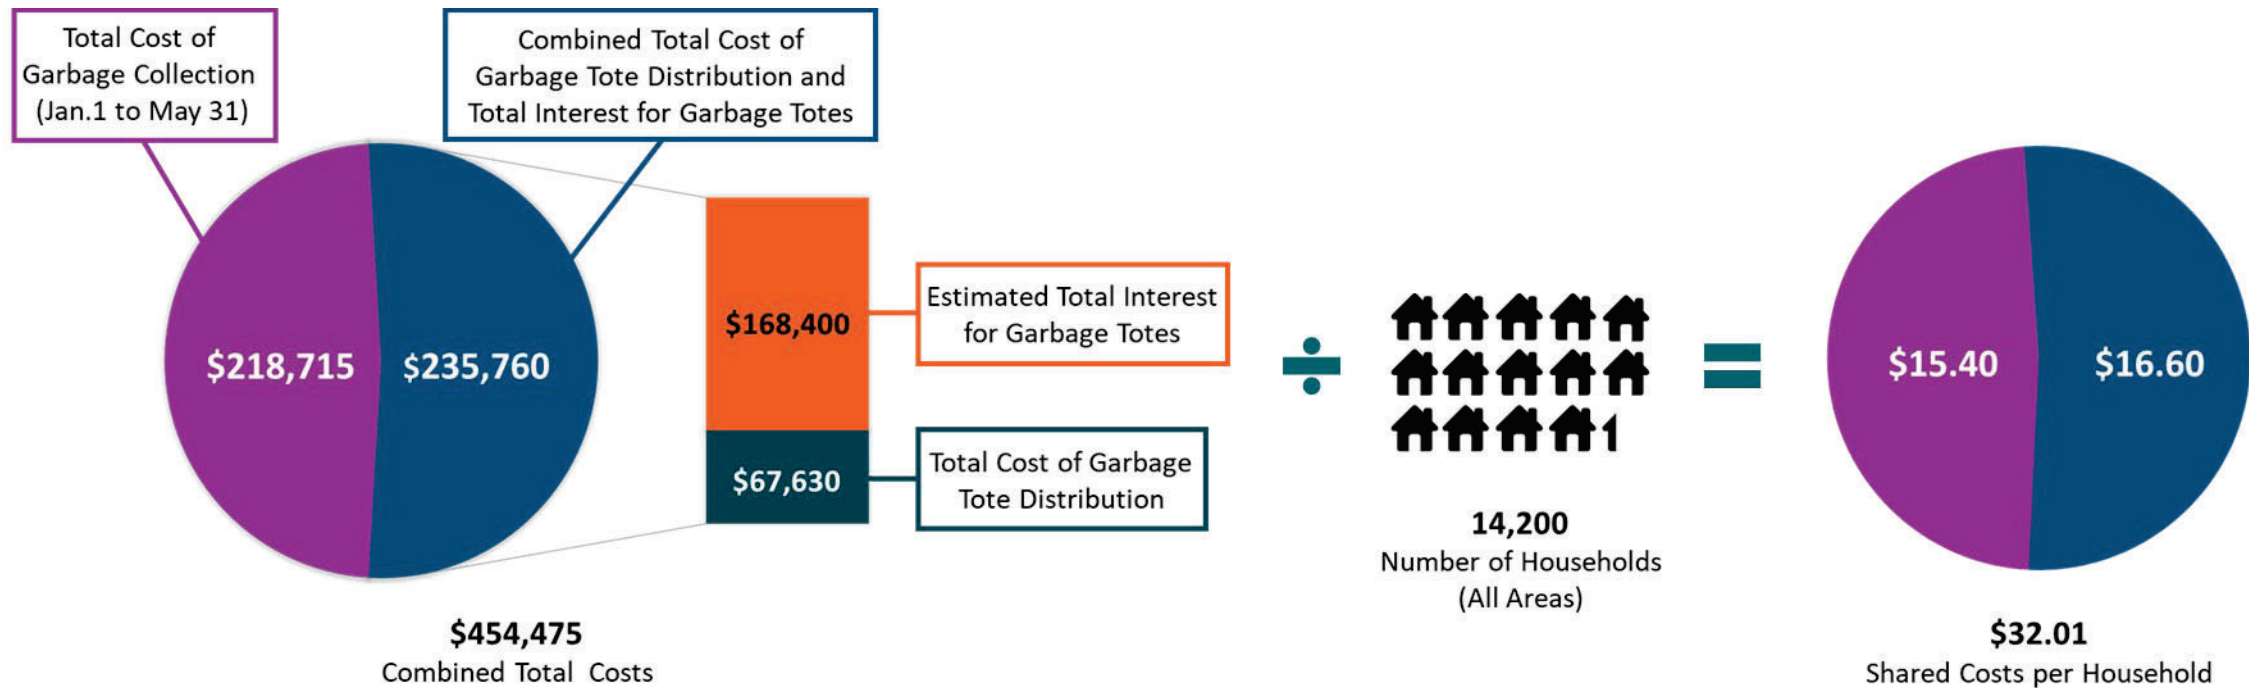 Total Cost of
Garbage Collection
(Jan.1 to May 31)
Combined Total Cost of
Garbage Tote Distribution and
Total Interest for Garbage Totes
$218,715
$235,760
$454,475
Combined Total Costs
$168,400
Estimated Total Interest
for Garbage Totes
$67,630
Total Cost of Garbage
Tote Distribution
14,200
Number of Households
(All Areas)
$15.40
$16.60
$32.01
Shared Costs per Household